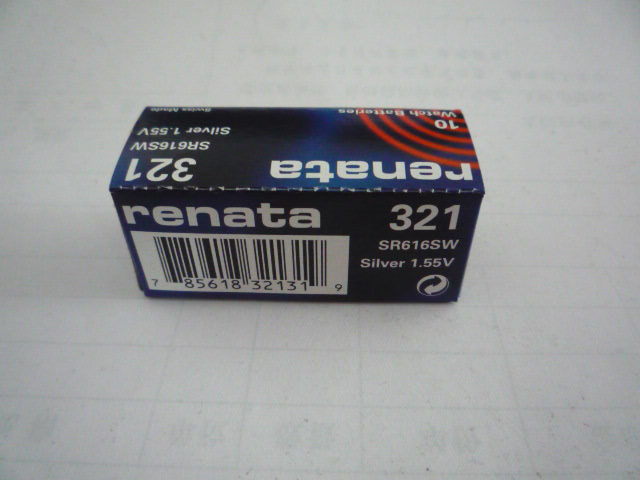 10
Watch Batteries
Swiss Made
renata
321
SR616SW
Silver 1.55V
renata
321
SR616SW
Silver 1.55V
7 85618 32131 9